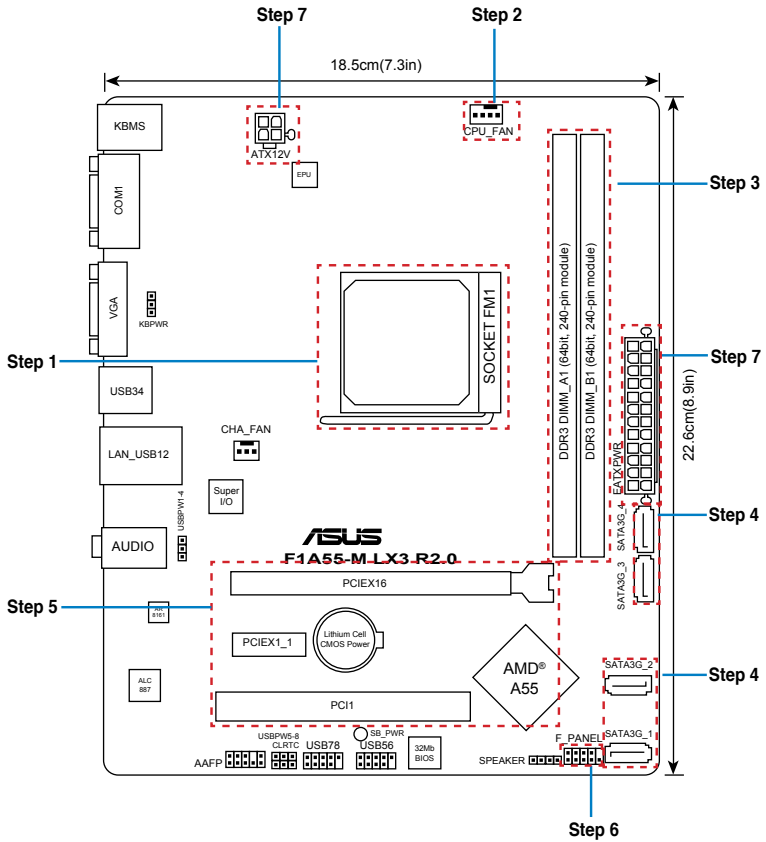 Step 7
Step 2
18.5cm(7.3in)
KBMS
ATX12V
CPU_FAN
EPU
Step 3
COM1
DDR3 DIMM_A1 (64bit, 240-pin module)
DDR3 DIMM_B1 (64bit, 240-pin module)
VGA
KBPWR
SOCKET FM1
Step 1
Step 7
22.6cm(8.9in)
USB34
CHA_FAN
LAN_USB12
EATXPWR
Super
I/O
USBPW1-4
SATA3G_4
Step 4
AUDIO
ASUS
F1A55-M LX3 R2.0
PCIEX16
SATA3G_3
Step 5
AR
8161
Lithium Cell
CMOS Power
PCIEX1_1
AMD®
A55
SATA3G_2
Step 4
ALC
887
PCI1
SB_PWR
USBPW5-8
CLRTC
USB78
USB56
32Mb
BIOS
F_PANEL
SATA3G_1
AAFP
SPEAKER
Step 6